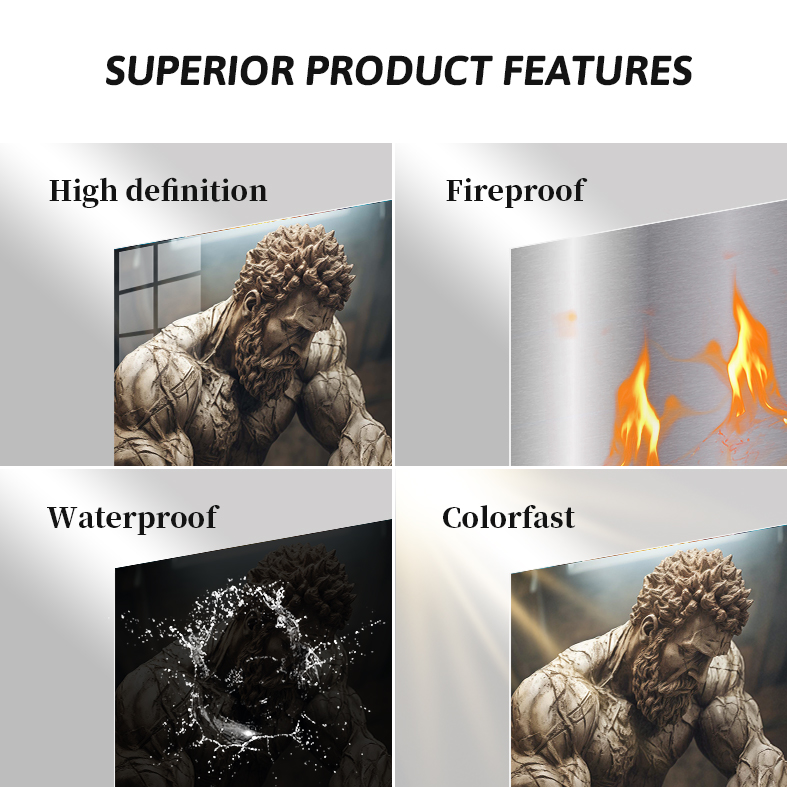 SUPERIOR PRODUCT FEATURES
High definition
Fireproof
Waterproof
Colorfast